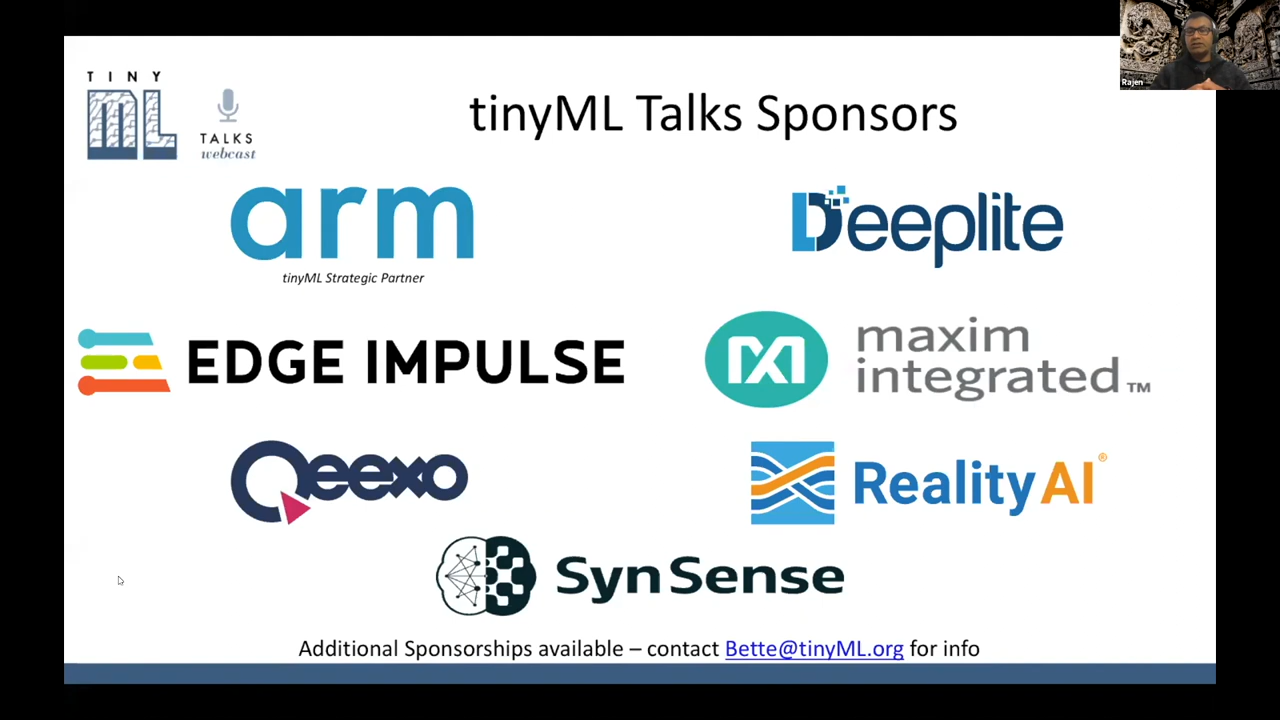 Rajen
TINY
ML
TALKS
webcast
tinyML Talks Sponsors
arm
tinyML Strategic Partner
Deeplite
EDGE IMPULSE
maxim
integrated™
Qeexo
Reality AI®
SynSense
Additional Sponsorships available – contact Bette@tinyML.org for info